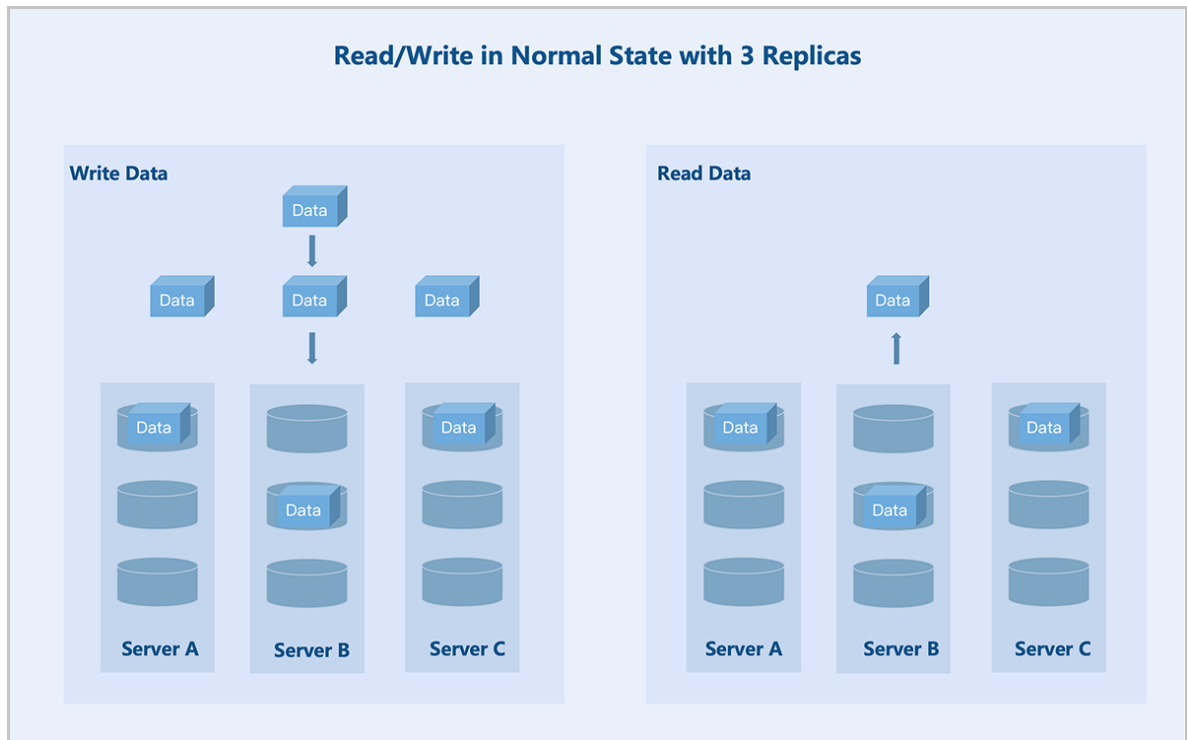 Read/Write in Normal State with 3 Replicas
Write Data
Data
Data Data Data
Data Data
Data
Server A Server B Server C
Read Data
Data
Data Data
Data
Server A Server B Server C